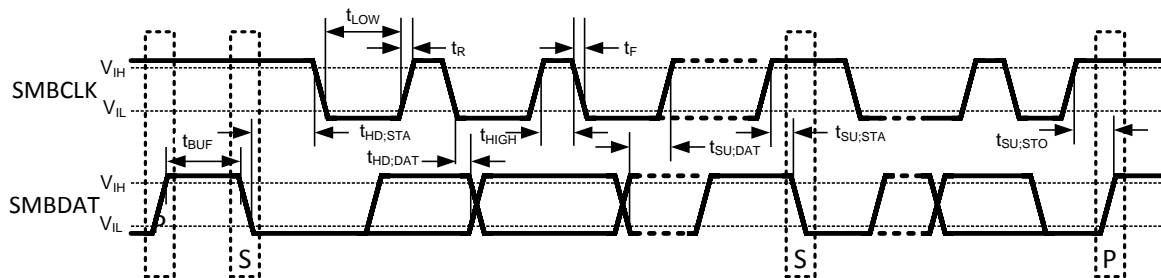 tLOW
tR
tF
VIH
SMBCLK
VIL
tBUF
tHD;STA
tHIGH
tHD;DAT
tSU;DAT
tSU;STA
tSU;STO
VIH
SMBDAT
VIL
P
S
S
P